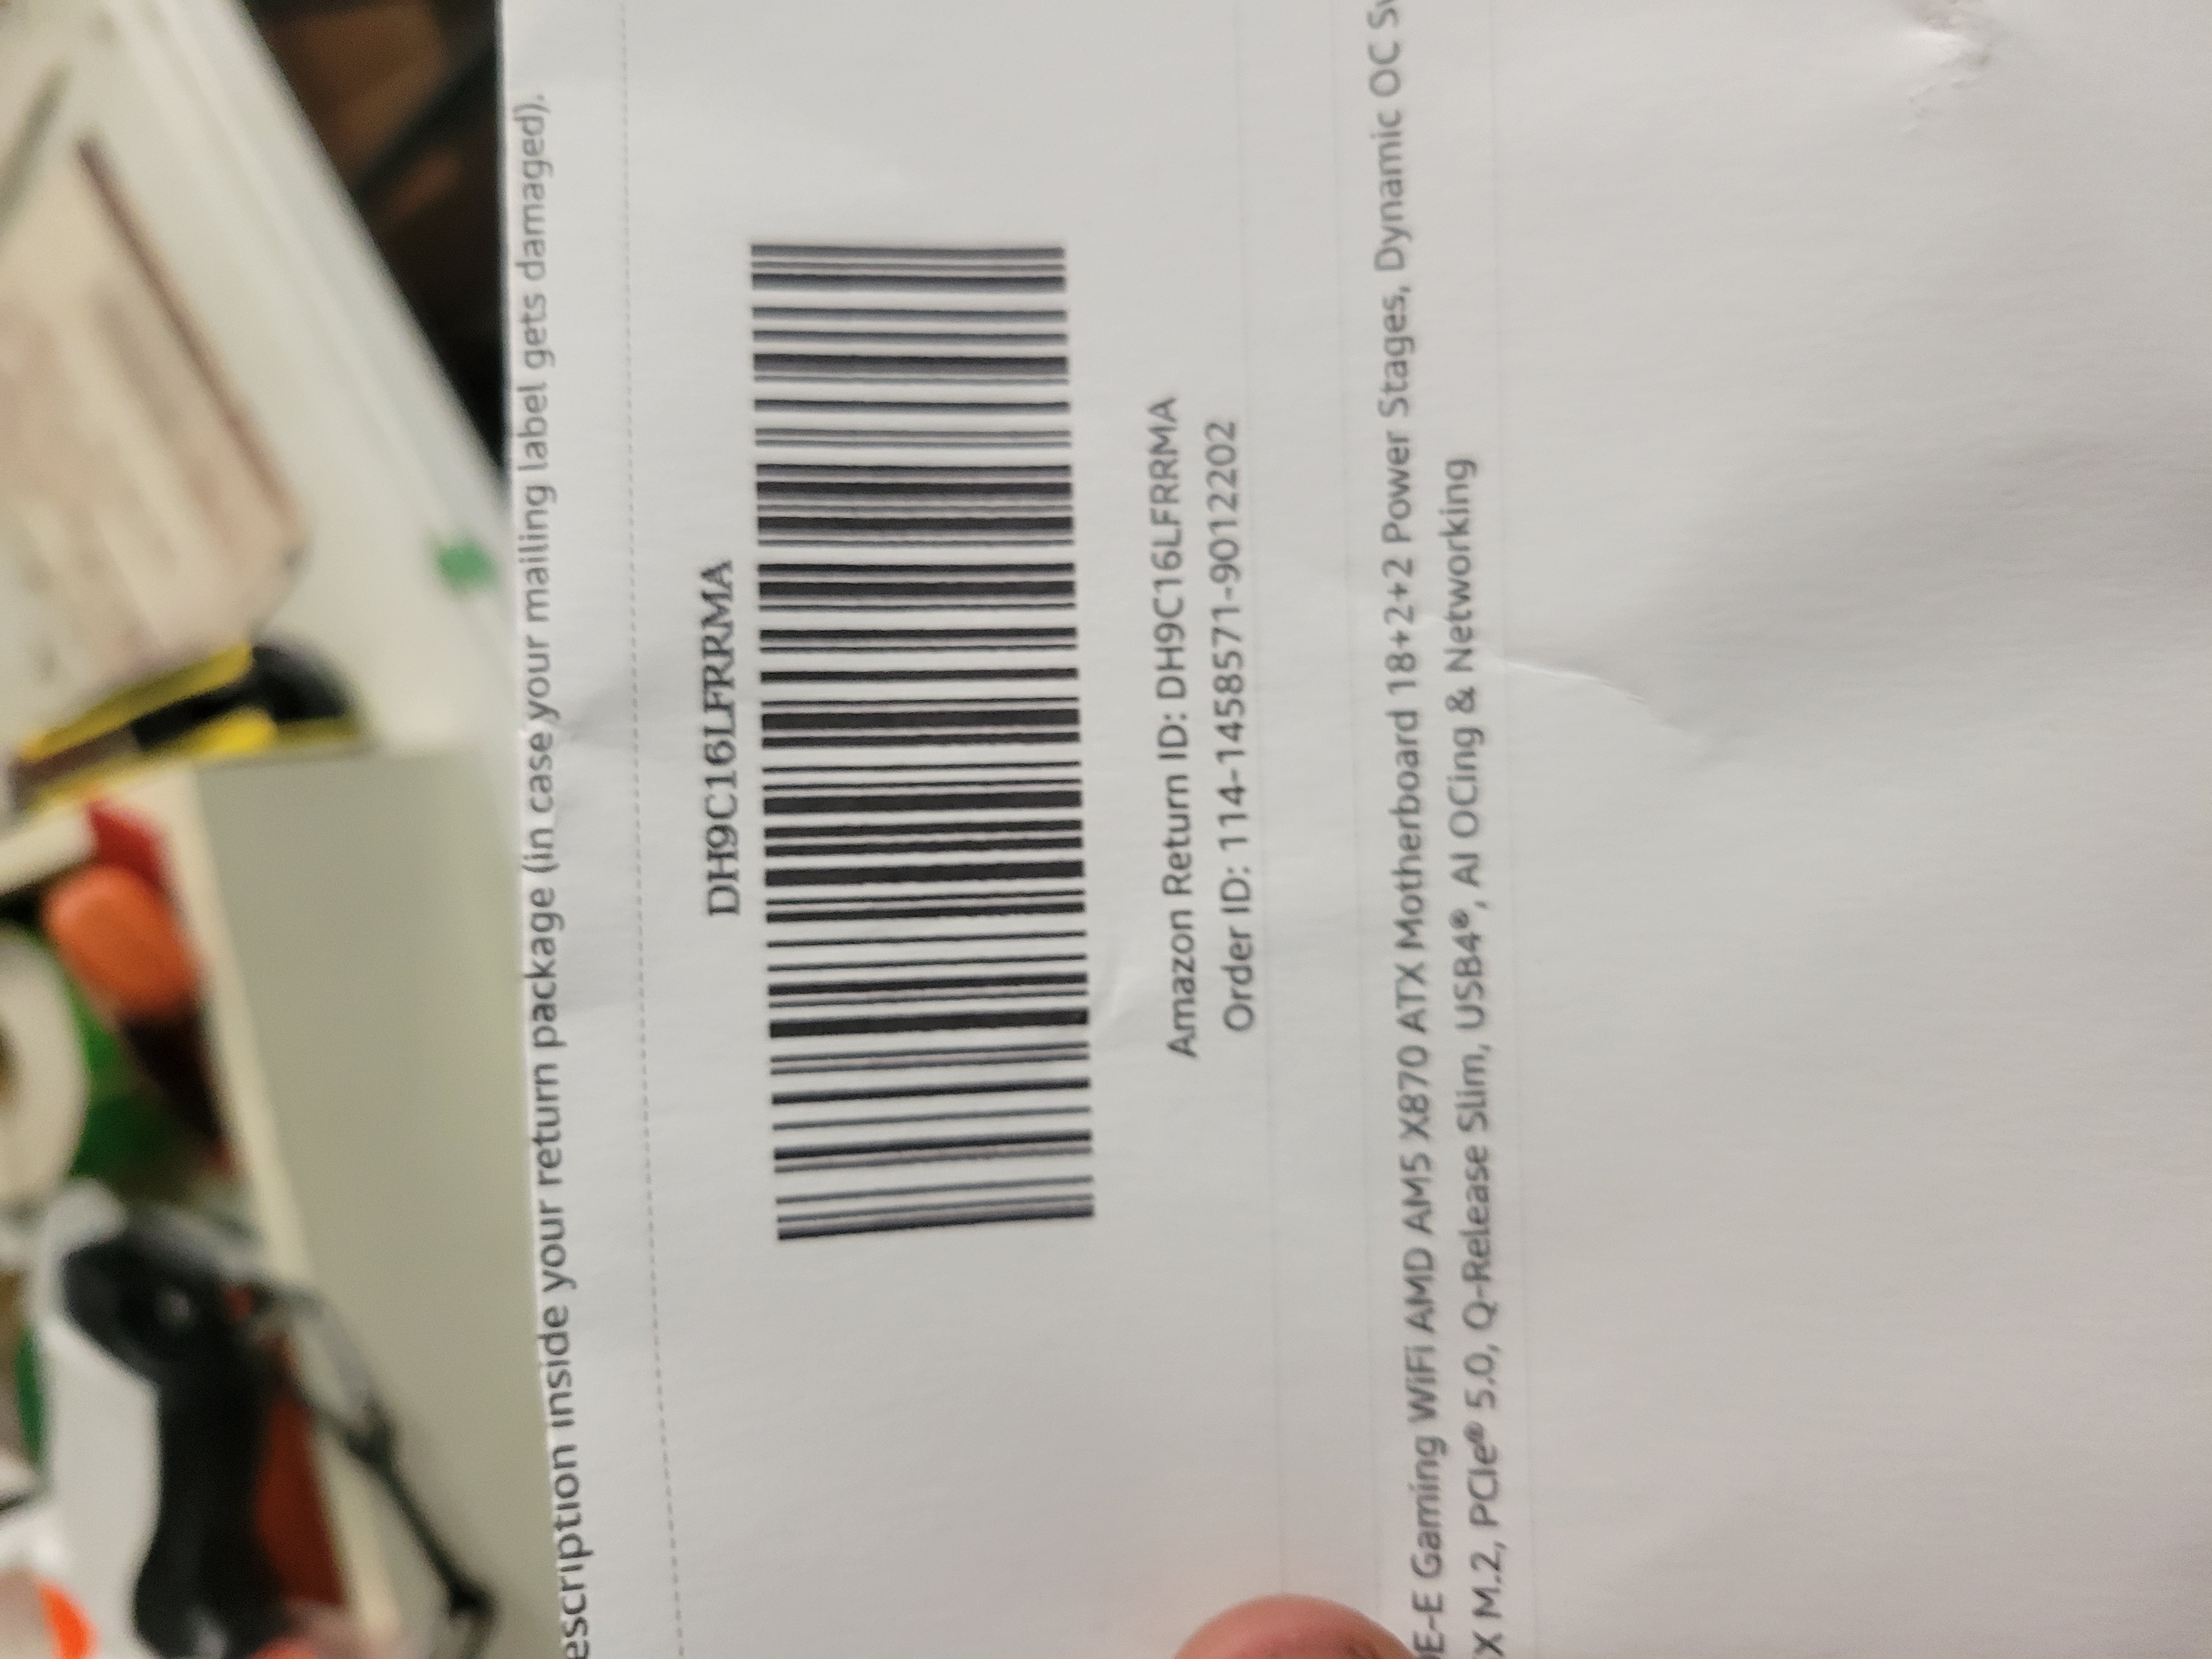 escription inside your return package (in case your mailing label gets damaged).
DH9C16LFRRMA
Amazon Return ID: DH9C16LFRRMA
Order ID: 114-1458571-9012202
E-E Gaming WiFi AMD AM5 X870 ATX Motherboard 18+2+2 Power Stages, Dynamic OC S
X M.2, PCIe® 5.0, Q-Release Slim, USB4®, AI OCing & Networking